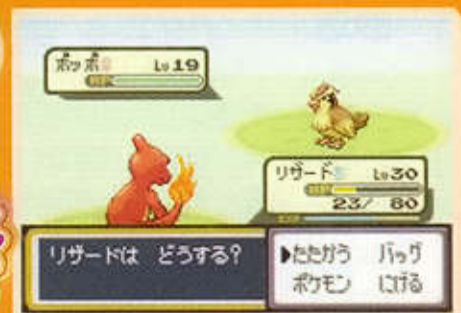 ポッポ♀ Lv19
HP
リザード♂ Lv30
HP
23/ 80
リザードは どうする?
▶たたかう バッグ
ポケモン にげる